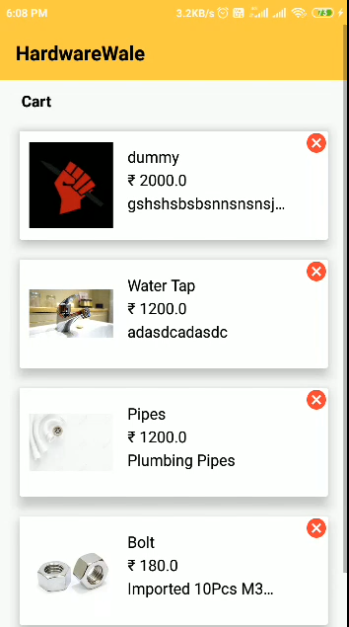 6:08 PM 3.2KB/s 73
HardwareWale
Cart
dummy
₹ 2000.0
gshshsbsbsnnsnsnsj...
Water Tap
₹ 1200.0
adasdcadasdc
Pipes
₹ 1200.0
Plumbing Pipes
Bolt
₹ 180.0
Imported 10Pcs M3...